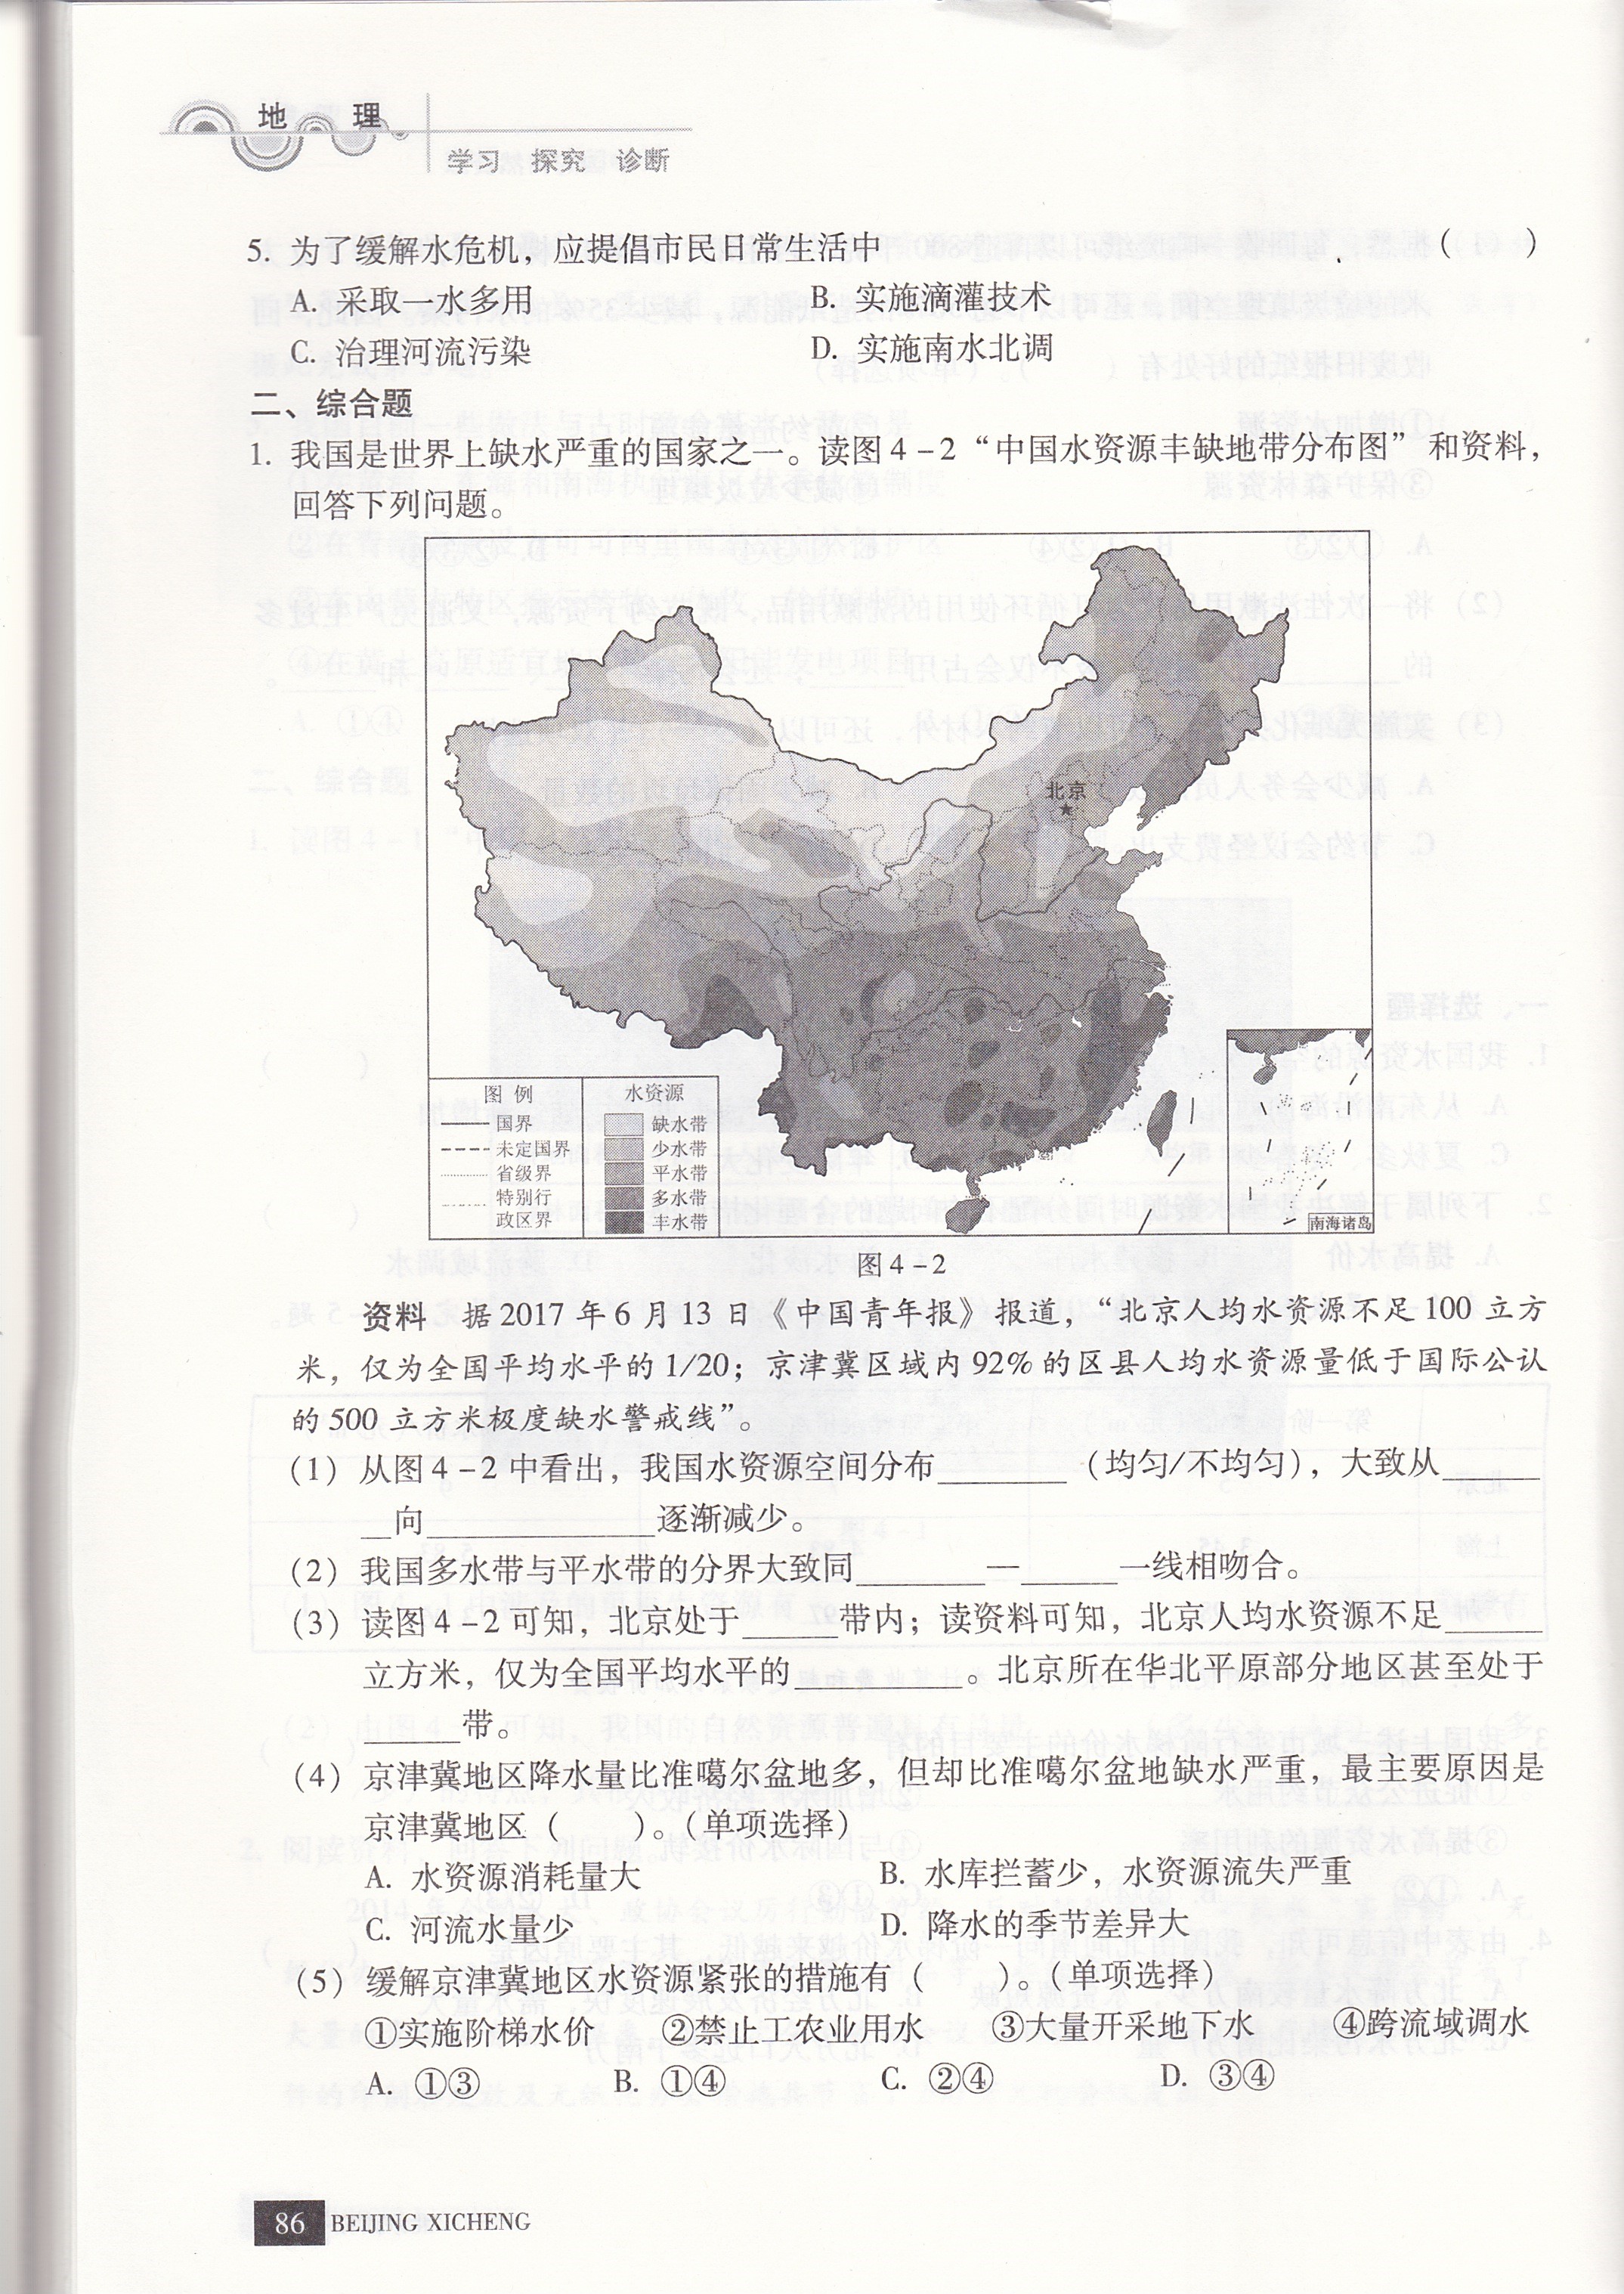 地 理
学习 探究 诊断
5. 为了缓解水危机，应提倡市民日常生活中 （ ）
A. 采取一水多用 B. 实施滴灌技术
C. 治理河流污染 D. 实施南水北调
二、综合题
1. 我国是世界上缺水严重的国家之一。读图4-2“中国水资源丰缺地带分布图”和资料，
回答下列问题。
北京
图 例 水资源
国界 缺水带
未定国界 少水带
省级界 平水带
特别行 多水带
政区界 丰水带
南海诸岛
图4-2
资料 据2017年6月13日《中国青年报》报道，“北京人均水资源不足100立方
米，仅为全国平均水平的1/20；京津冀区域内92%的区县人均水资源量低于国际公认
的500立方米极度缺水警戒线”。
（1）从图4-2中看出，我国水资源空间分布________（均匀/不均匀），大致从______
__向______________逐渐减少。
（2）我国多水带与平水带的分界大致同________—______一线相吻合。
（3）读图4-2可知，北京处于______带内；读资料可知，北京人均水资源不足______
立方米，仅为全国平均水平的__________。北京所在华北平原部分地区甚至处于
______带。
（4）京津冀地区降水量比准噶尔盆地多，但却比准噶尔盆地缺水严重，最主要原因是
京津冀地区（ ）。（单项选择）
A. 水资源消耗量大 B. 水库拦蓄少，水资源流失严重
C. 河流水量少 D. 降水的季节差异大
（5）缓解京津冀地区水资源紧张的措施有（ ）。（单项选择）
①实施阶梯水价 ②禁止工农业用水 ③大量开采地下水 ④跨流域调水
A. ①③ B. ①④ C. ②④ D. ③④
86 BEIJING XICHENG